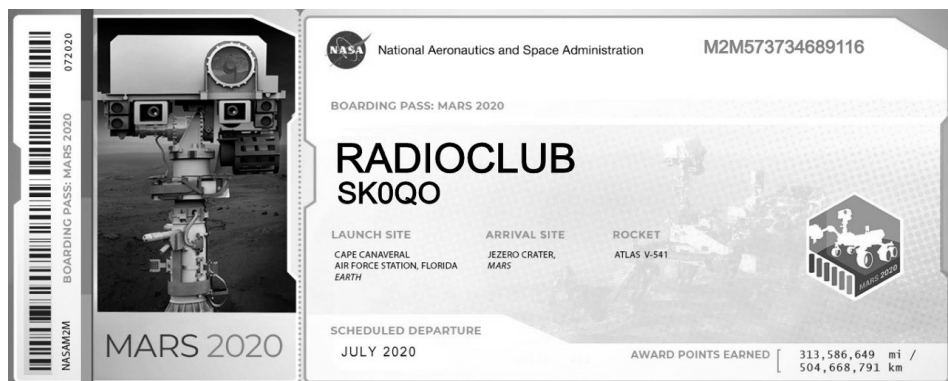 072020
BOARDING PASS: MARS 2020
NASAM2M
MARS 2020
NASA
National Aeronautics and Space Administration
M2M573734689116
BOARDING PASS: MARS 2020
RADIOCLUB
SK0QO
LAUNCH SITE
CAPE CANAVERAL
AIR FORCE STATION, FLORIDA
EARTH
ARRIVAL SITE
JEZERO CRATER,
MARS
ROCKET
ATLAS V-541
MARS 2020
SCHEDULED DEPARTURE
JULY 2020
AWARD POINTS EARNED
313,586,649 mi /
504,668,791 km